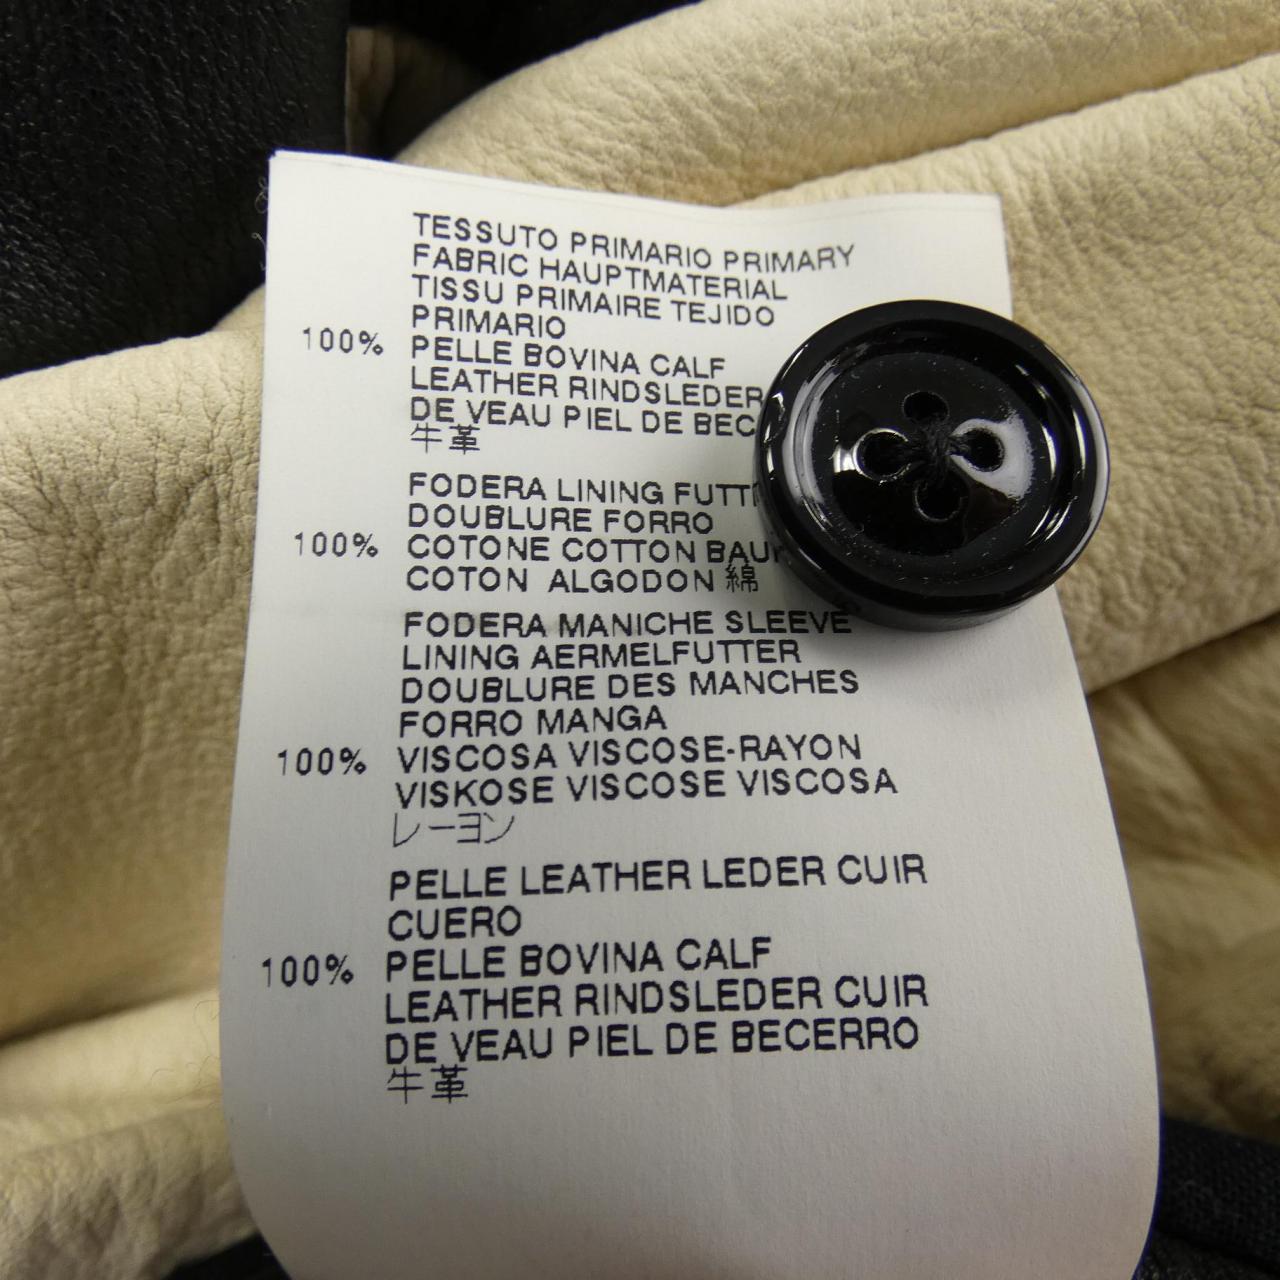 TESSUTO PRIMARIO PRIMARY
FABRIC HAUPTMATERIAL
TISSU PRIMAIRE TEJIDO
PRIMARIO
100% PELLE BOVINA CALF
LEATHER RINDSLEDER
DE VEAU PIEL DE BEC
牛革
FODERA LINING FUTT
DOUBLURE FORRO
100% COTONE COTTON BAU
COTON ALGODON 綿
FODERA MANICHE SLEEVE
LINING AERMELFUTTER
DOUBLURE DES MANCHES
FORRO MANGA
100% VISCOSA VISCOSE-RAYON
VISKOSE VISCOSE VISCOSA
レーヨン
PELLE LEATHER LEDER CUIR
CUERO
100% PELLE BOVINA CALF
LEATHER RINDSLEDER CUIR
DE VEAU PIEL DE BECERRO
牛革